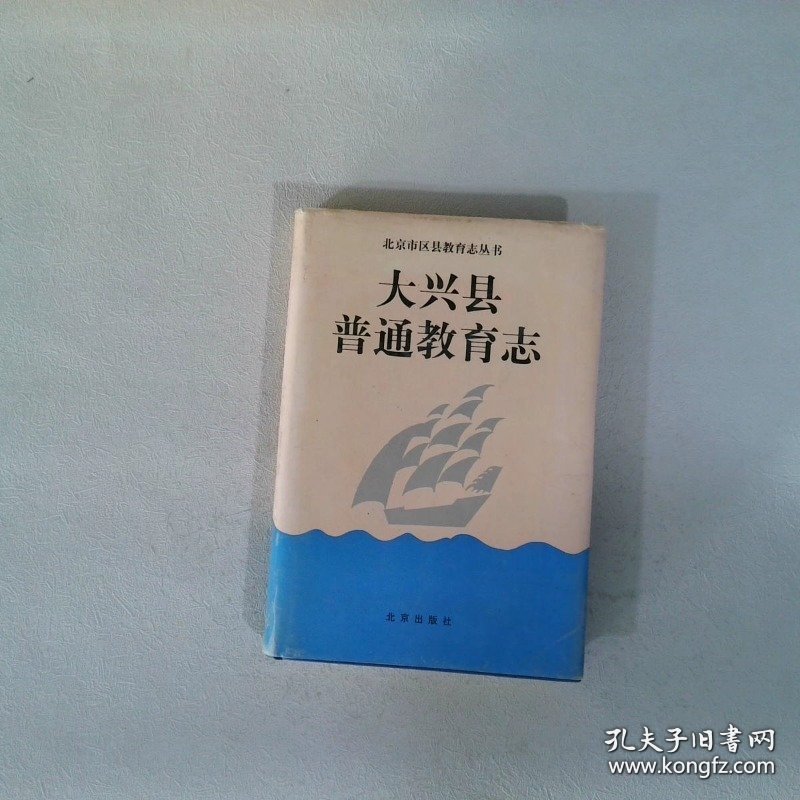 北京市区县教育志丛书
大兴县
普通教育志
北京出版社
孔夫子旧书网
www.kongfz.com